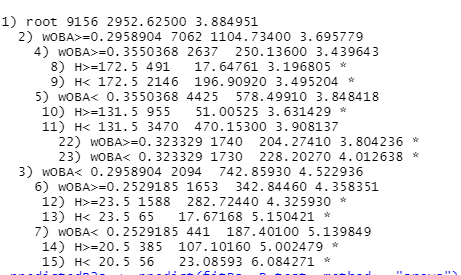 1) root 9156 2952.62500 3.884951
2) wOBA>=0.2958904 7062 1104.73400 3.695779
4) wOBA>=0.3550368 2637 250.13600 3.439643
8) H>=172.5 491 17.64761 3.196805 *
9) H< 172.5 2146 196.90920 3.495204 *
5) wOBA< 0.3550368 4425 578.49910 3.848418
10) H>=131.5 955 51.00525 3.631429 *
11) H< 131.5 3470 470.15300 3.908137
22) wOBA>=0.323329 1740 204.27410 3.804236 *
23) wOBA< 0.323329 1730 228.20270 4.012638 *
3) wOBA< 0.2958904 2094 742.85930 4.522936
6) wOBA>=0.2529185 1653 342.84460 4.358351
12) H>=23.5 1588 282.72440 4.325930 *
13) H< 23.5 65 17.67168 5.150421 *
7) wOBA< 0.2529185 441 187.40100 5.139849
14) H>=20.5 385 107.10160 5.002479 *
15) H< 20.5 56 23.08593 6.084271 *